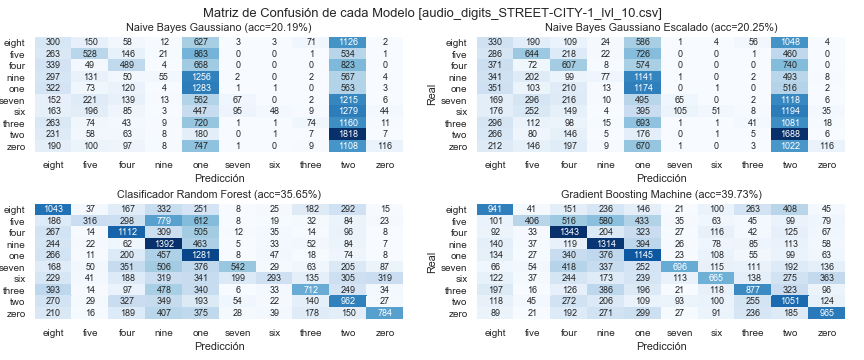 Matriz de Confusión de cada Modelo [audio_digits_STREET-CITY-1_lvl_10.csv]
Naive Bayes Gaussiano (acc=20.19%)
eight 300 150 58 12 627 3 3 71 1126 2
five 263 528 146 21 863 0 0 1 534 1
four 339 49 489 4 668 0 0 0 823 0
nine 297 131 50 55 1256 2 0 2 567 4
one 322 73 120 4 1283 1 1 0 563 3
seven 152 221 139 13 562 67 0 2 1215 6
six 163 196 85 3 447 95 48 9 1279 44
three 263 74 43 9 720 1 1 74 1160 11
two 231 58 63 8 180 0 1 7 1818 7
zero 190 100 97 8 747 1 0 9 1108 116
eight five four nine one seven six three two zero
Predicción
Naive Bayes Gaussiano Escalado (acc=20.25%)
Real
eight 330 190 109 24 586 1 4 56 1048 4
five 286 644 218 22 726 0 0 1 460 0
four 371 72 607 8 574 0 0 0 740 0
nine 341 202 99 77 1141 1 0 2 493 8
one 351 103 210 13 1174 0 1 0 516 2
seven 169 296 216 10 495 65 0 2 1118 6
six 176 252 149 4 395 105 51 8 1194 35
three 296 112 98 15 693 1 1 41 1081 18
two 266 80 146 5 176 0 1 5 1688 6
zero 212 146 197 9 670 1 0 3 1022 116
eight five four nine one seven six three two zero
Predicción
Clasificador Random Forest (acc=35.65%)
eight 1043 37 167 332 251 8 25 182 292 15
five 186 316 298 779 612 8 19 32 84 23
four 267 14 1112 309 505 12 35 14 96 8
nine 244 22 62 1392 463 5 33 52 84 7
one 266 11 200 457 1281 8 47 18 74 8
seven 168 50 351 506 376 542 29 63 205 87
six 229 41 188 319 341 199 293 135 305 319
three 393 14 97 478 340 6 33 712 249 34
two 270 29 327 349 193 54 22 140 962 27
zero 210 16 189 407 375 28 39 178 150 784
eight five four nine one seven six three two zero
Predicción
Gradient Boosting Machine (acc=39.73%)
Real
eight 941 41 151 236 146 21 100 263 408 45
five 101 406 516 580 433 35 63 45 99 79
four 92 33 1343 204 323 27 116 42 125 67
nine 140 37 119 1314 394 26 78 85 113 58
one 134 27 340 376 1145 23 108 55 99 63
seven 66 54 418 337 252 696 115 111 192 136
six 122 37 244 173 239 113 665 138 275 363
three 197 16 126 386 196 21 118 877 323 96
two 118 45 272 206 109 93 100 255 1051 124
zero 89 21 192 271 299 27 91 236 185 965
eight five four nine one seven six three two zero
Predicción